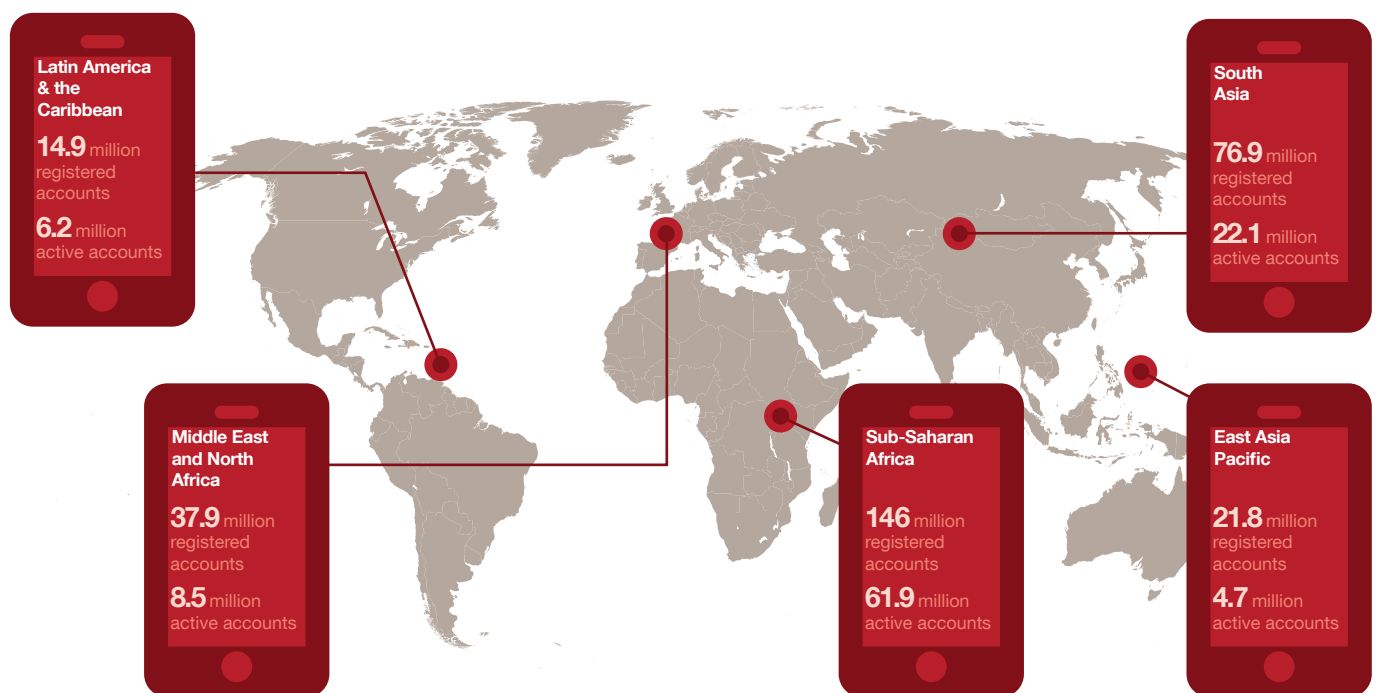 Latin America
& the
Caribbean
14.9 million
registered
accounts
6.2 million
active accounts
South
Asia
76.9 million
registered
accounts
22.1 million
active accounts
Middle East
and North
Africa
37.9 million
registered
accounts
8.5 million
active accounts
Sub-Saharan
Africa
146 million
registered
accounts
61.9 million
active accounts
East Asia
Pacific
21.8 million
registered
accounts
4.7 million
active accounts